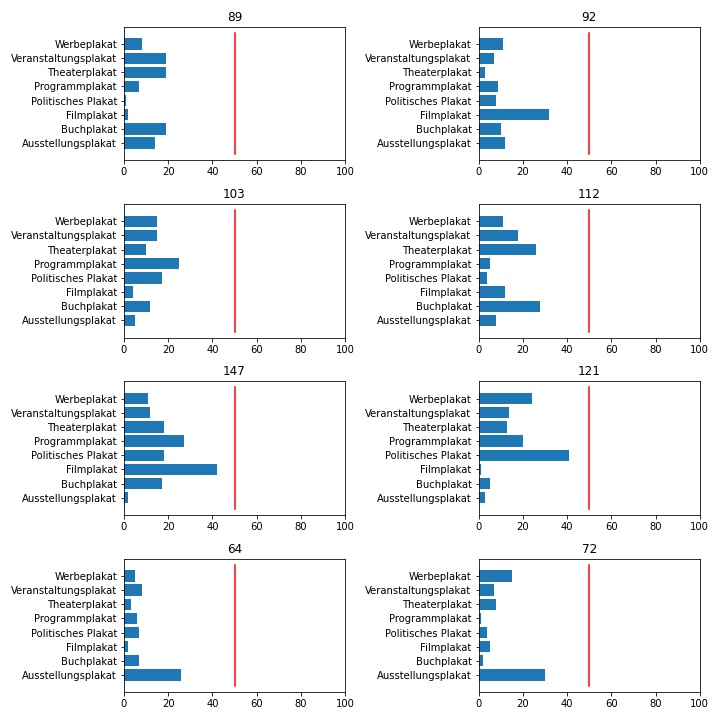 89
Werbeplakat
Veranstaltungsplakat
Theaterplakat
Programmplakat
Politisches Plakat
Filmplakat
Buchplakat
Ausstellungsplakat
0 20 40 60 80 100
92
Werbeplakat
Veranstaltungsplakat
Theaterplakat
Programmplakat
Politisches Plakat
Filmplakat
Buchplakat
Ausstellungsplakat
0 20 40 60 80 100
103
Werbeplakat
Veranstaltungsplakat
Theaterplakat
Programmplakat
Politisches Plakat
Filmplakat
Buchplakat
Ausstellungsplakat
0 20 40 60 80 100
112
Werbeplakat
Veranstaltungsplakat
Theaterplakat
Programmplakat
Politisches Plakat
Filmplakat
Buchplakat
Ausstellungsplakat
0 20 40 60 80 100
147
Werbeplakat
Veranstaltungsplakat
Theaterplakat
Programmplakat
Politisches Plakat
Filmplakat
Buchplakat
Ausstellungsplakat
0 20 40 60 80 100
121
Werbeplakat
Veranstaltungsplakat
Theaterplakat
Programmplakat
Politisches Plakat
Filmplakat
Buchplakat
Ausstellungsplakat
0 20 40 60 80 100
64
Werbeplakat
Veranstaltungsplakat
Theaterplakat
Programmplakat
Politisches Plakat
Filmplakat
Buchplakat
Ausstellungsplakat
0 20 40 60 80 100
72
Werbeplakat
Veranstaltungsplakat
Theaterplakat
Programmplakat
Politisches Plakat
Filmplakat
Buchplakat
Ausstellungsplakat
0 20 40 60 80 100